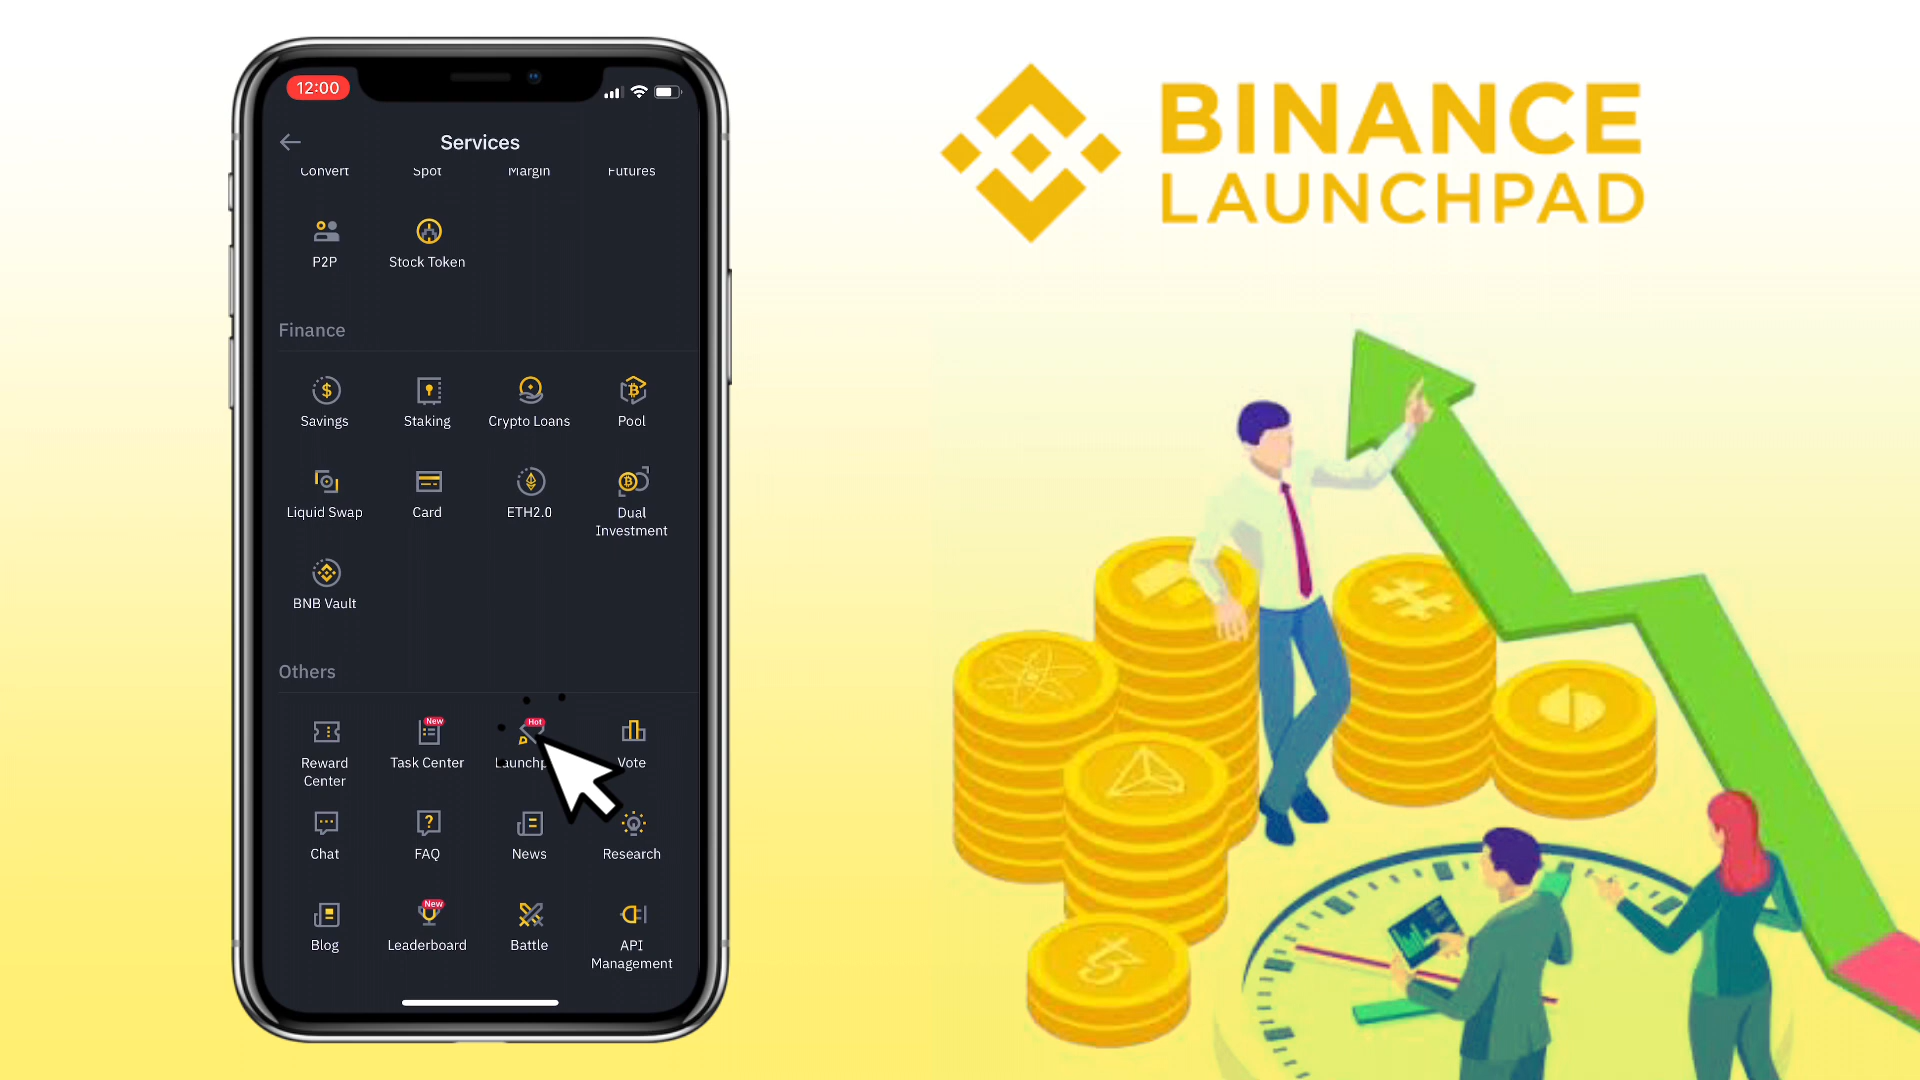 12:00
Services
Convert Spot Margin Futures
P2P Stock Token
Finance
Savings Staking Crypto Loans Pool
Liquid Swap Card ETH2.0 Dual
Investment
BNB Vault
Others
New Hot
Reward Task Center Vote
Center
Chat FAQ News Research
New
Blog Leaderboard Battle API
Management
BINANCE
LAUNCHPAD